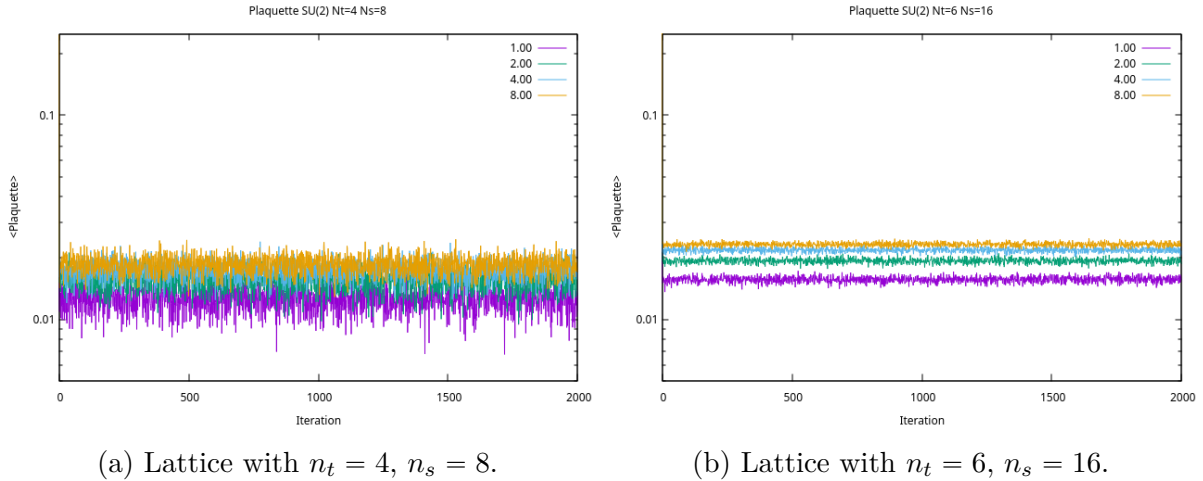 Plaquette SU(2) Nt=4 Ns=8
1.00
2.00
4.00
8.00
0.1
0.01
<Plaquette>
0
500
1000
1500
2000
Iteration
(a) Lattice with n_t = 4, n_s = 8.
Plaquette SU(2) Nt=6 Ns=16
1.00
2.00
4.00
8.00
0.1
0.01
<Plaquette>
0
500
1000
1500
2000
Iteration
(b) Lattice with n_t = 6, n_s = 16.